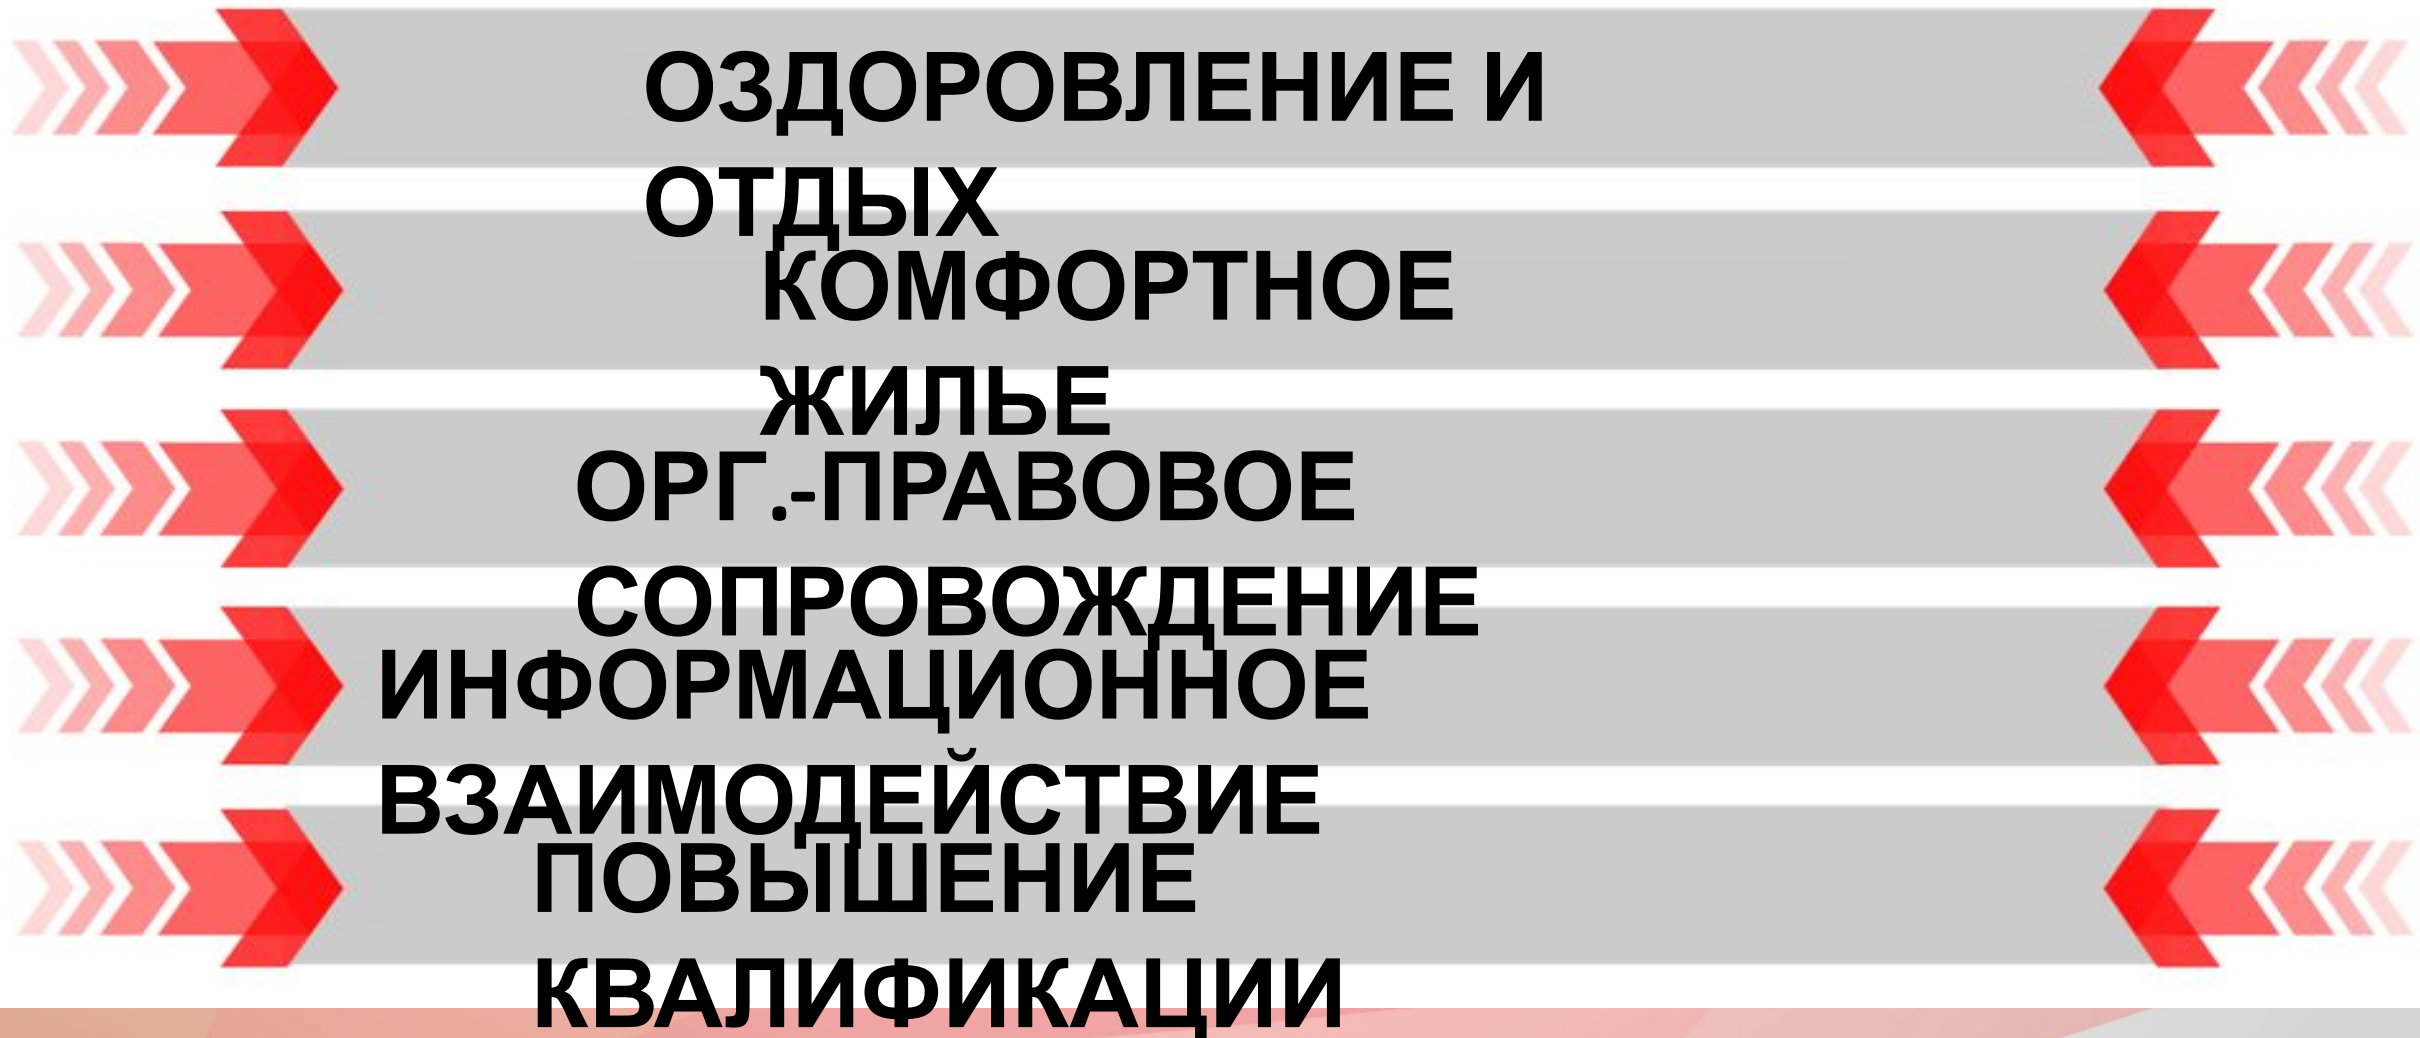 ОЗДОРОВЛЕНИЕ И
ОТДЫХ
КОМФОРТНОЕ
ЖИЛЬЕ
ОРГ.-ПРАВОВОЕ
СОПРОВОЖДЕНИЕ
ИНФОРМАЦИОННОЕ
ВЗАИМОДЕЙСТВИЕ
ПОВЫШЕНИЕ
КВАЛИФИКАЦИИ